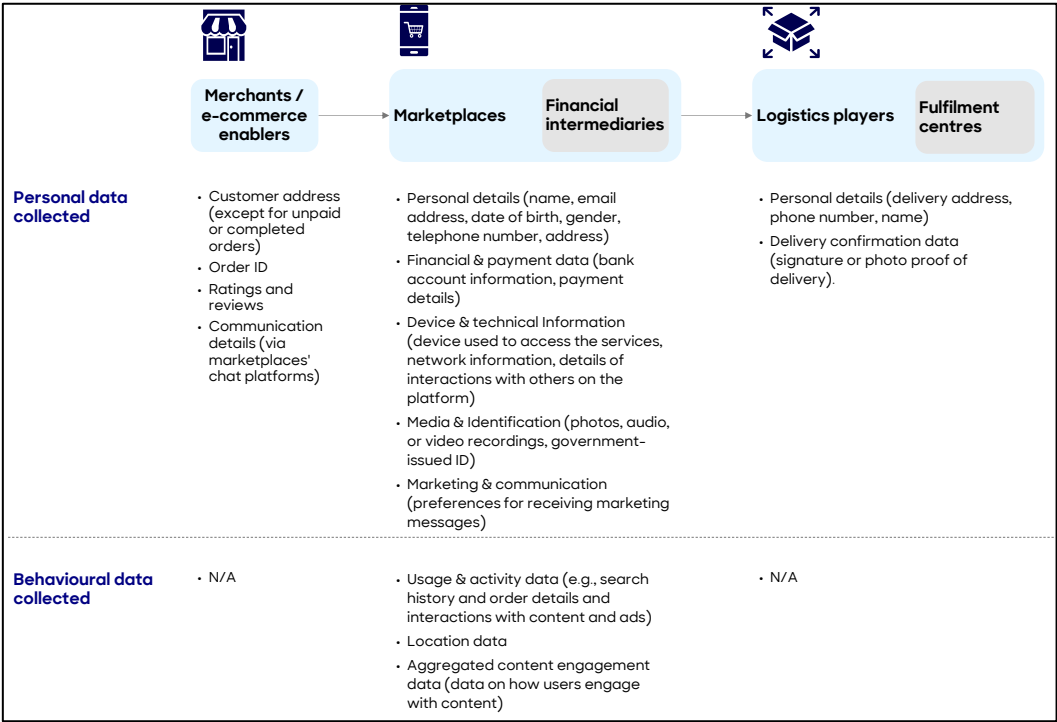 Merchants /
e-commerce
enablers
Marketplaces
Financial
intermediaries
Logistics players
Fulfilment
centres
Personal data
collected
• Customer address
(except for unpaid
or completed
orders)
• Order ID
• Ratings and
reviews
• Communication
details (via
marketplaces'
chat platforms)
• Personal details (name, email
address, date of birth, gender,
telephone number, address)
• Financial & payment data (bank
account information, payment
details)
• Device & technical Information
(device used to access the services,
network information, details of
interactions with others on the
platform)
• Media & Identification (photos, audio,
or video recordings, government-
issued ID)
• Marketing & communication
(preferences for receiving marketing
messages)
• Personal details (delivery address,
phone number, name)
• Delivery confirmation data
(signature or photo proof of
delivery).
Behavioural data
collected
• N/A
• Usage & activity data (e.g., search
history and order details and
interactions with content and ads)
• Location data
• Aggregated content engagement
data (data on how users engage
with content)
• N/A